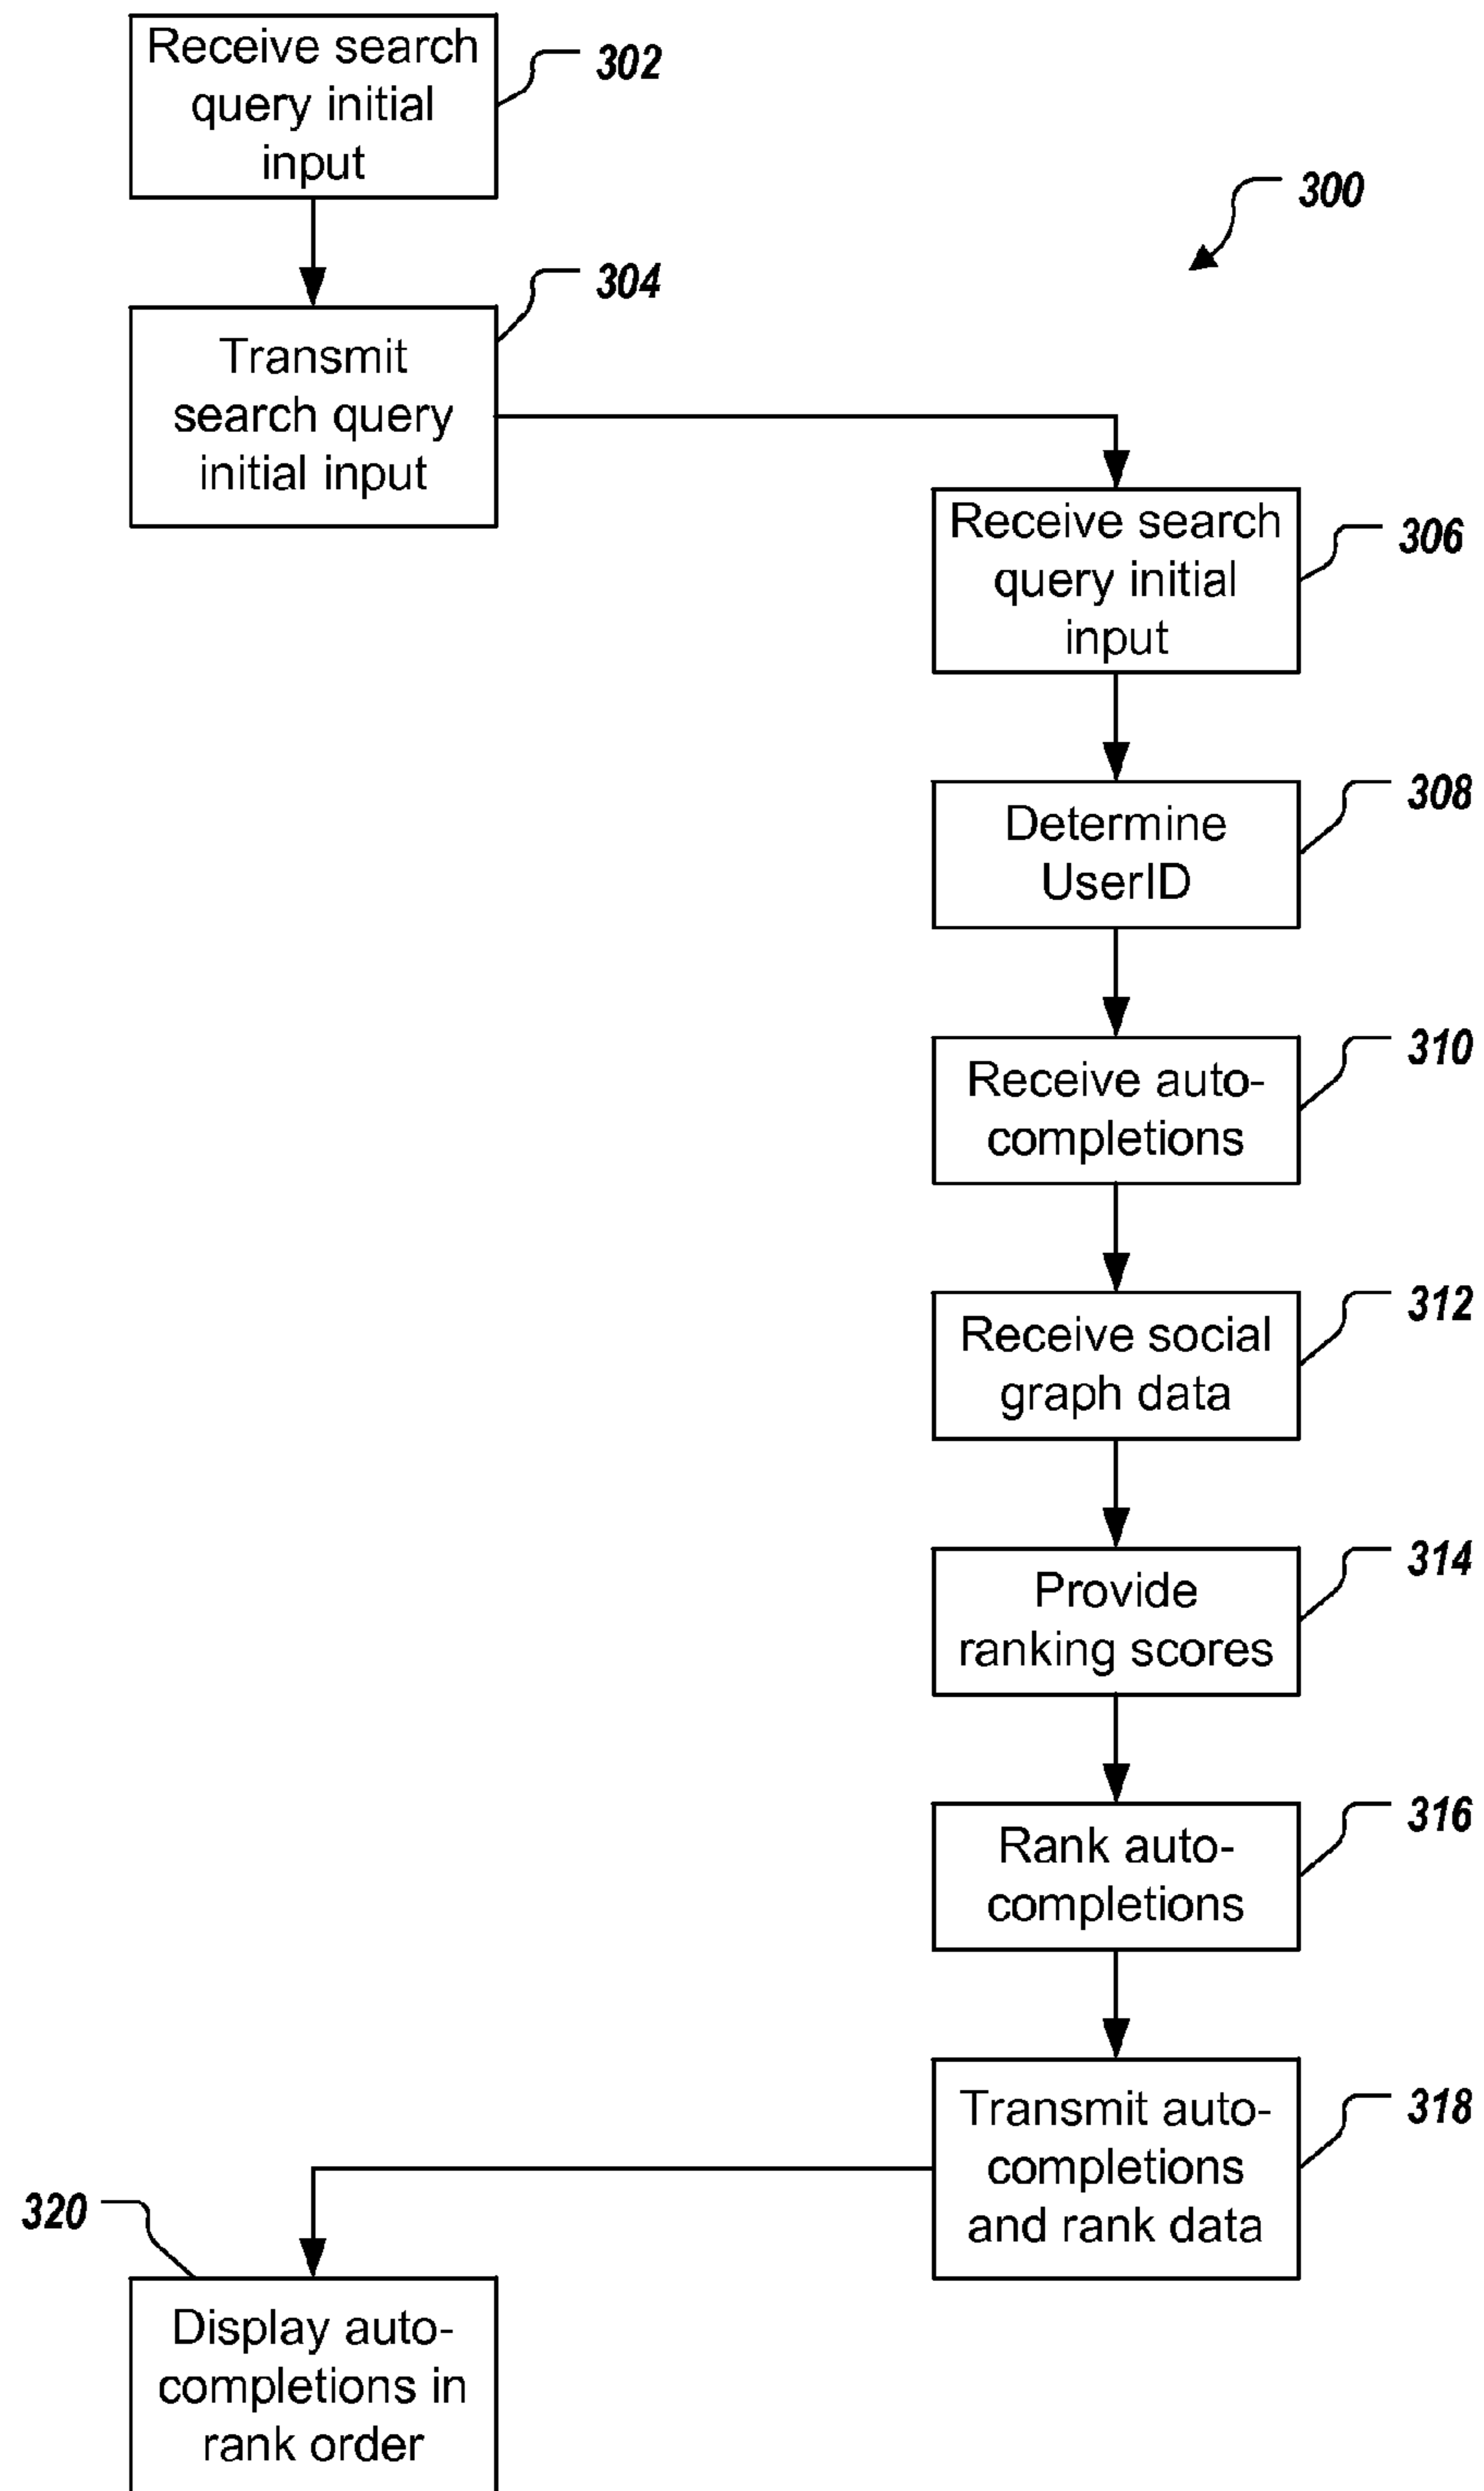 Receive search
query initial
input
302
300
304
Transmit
search query
initial input
Receive search
query initial
input
306
308
Determine
UserID
310
Receive auto-
completions
312
Receive social
graph data
314
Provide
ranking scores
316
Rank auto-
completions
318
Transmit auto-
completions
and rank data
320
Display auto-
completions in
rank order